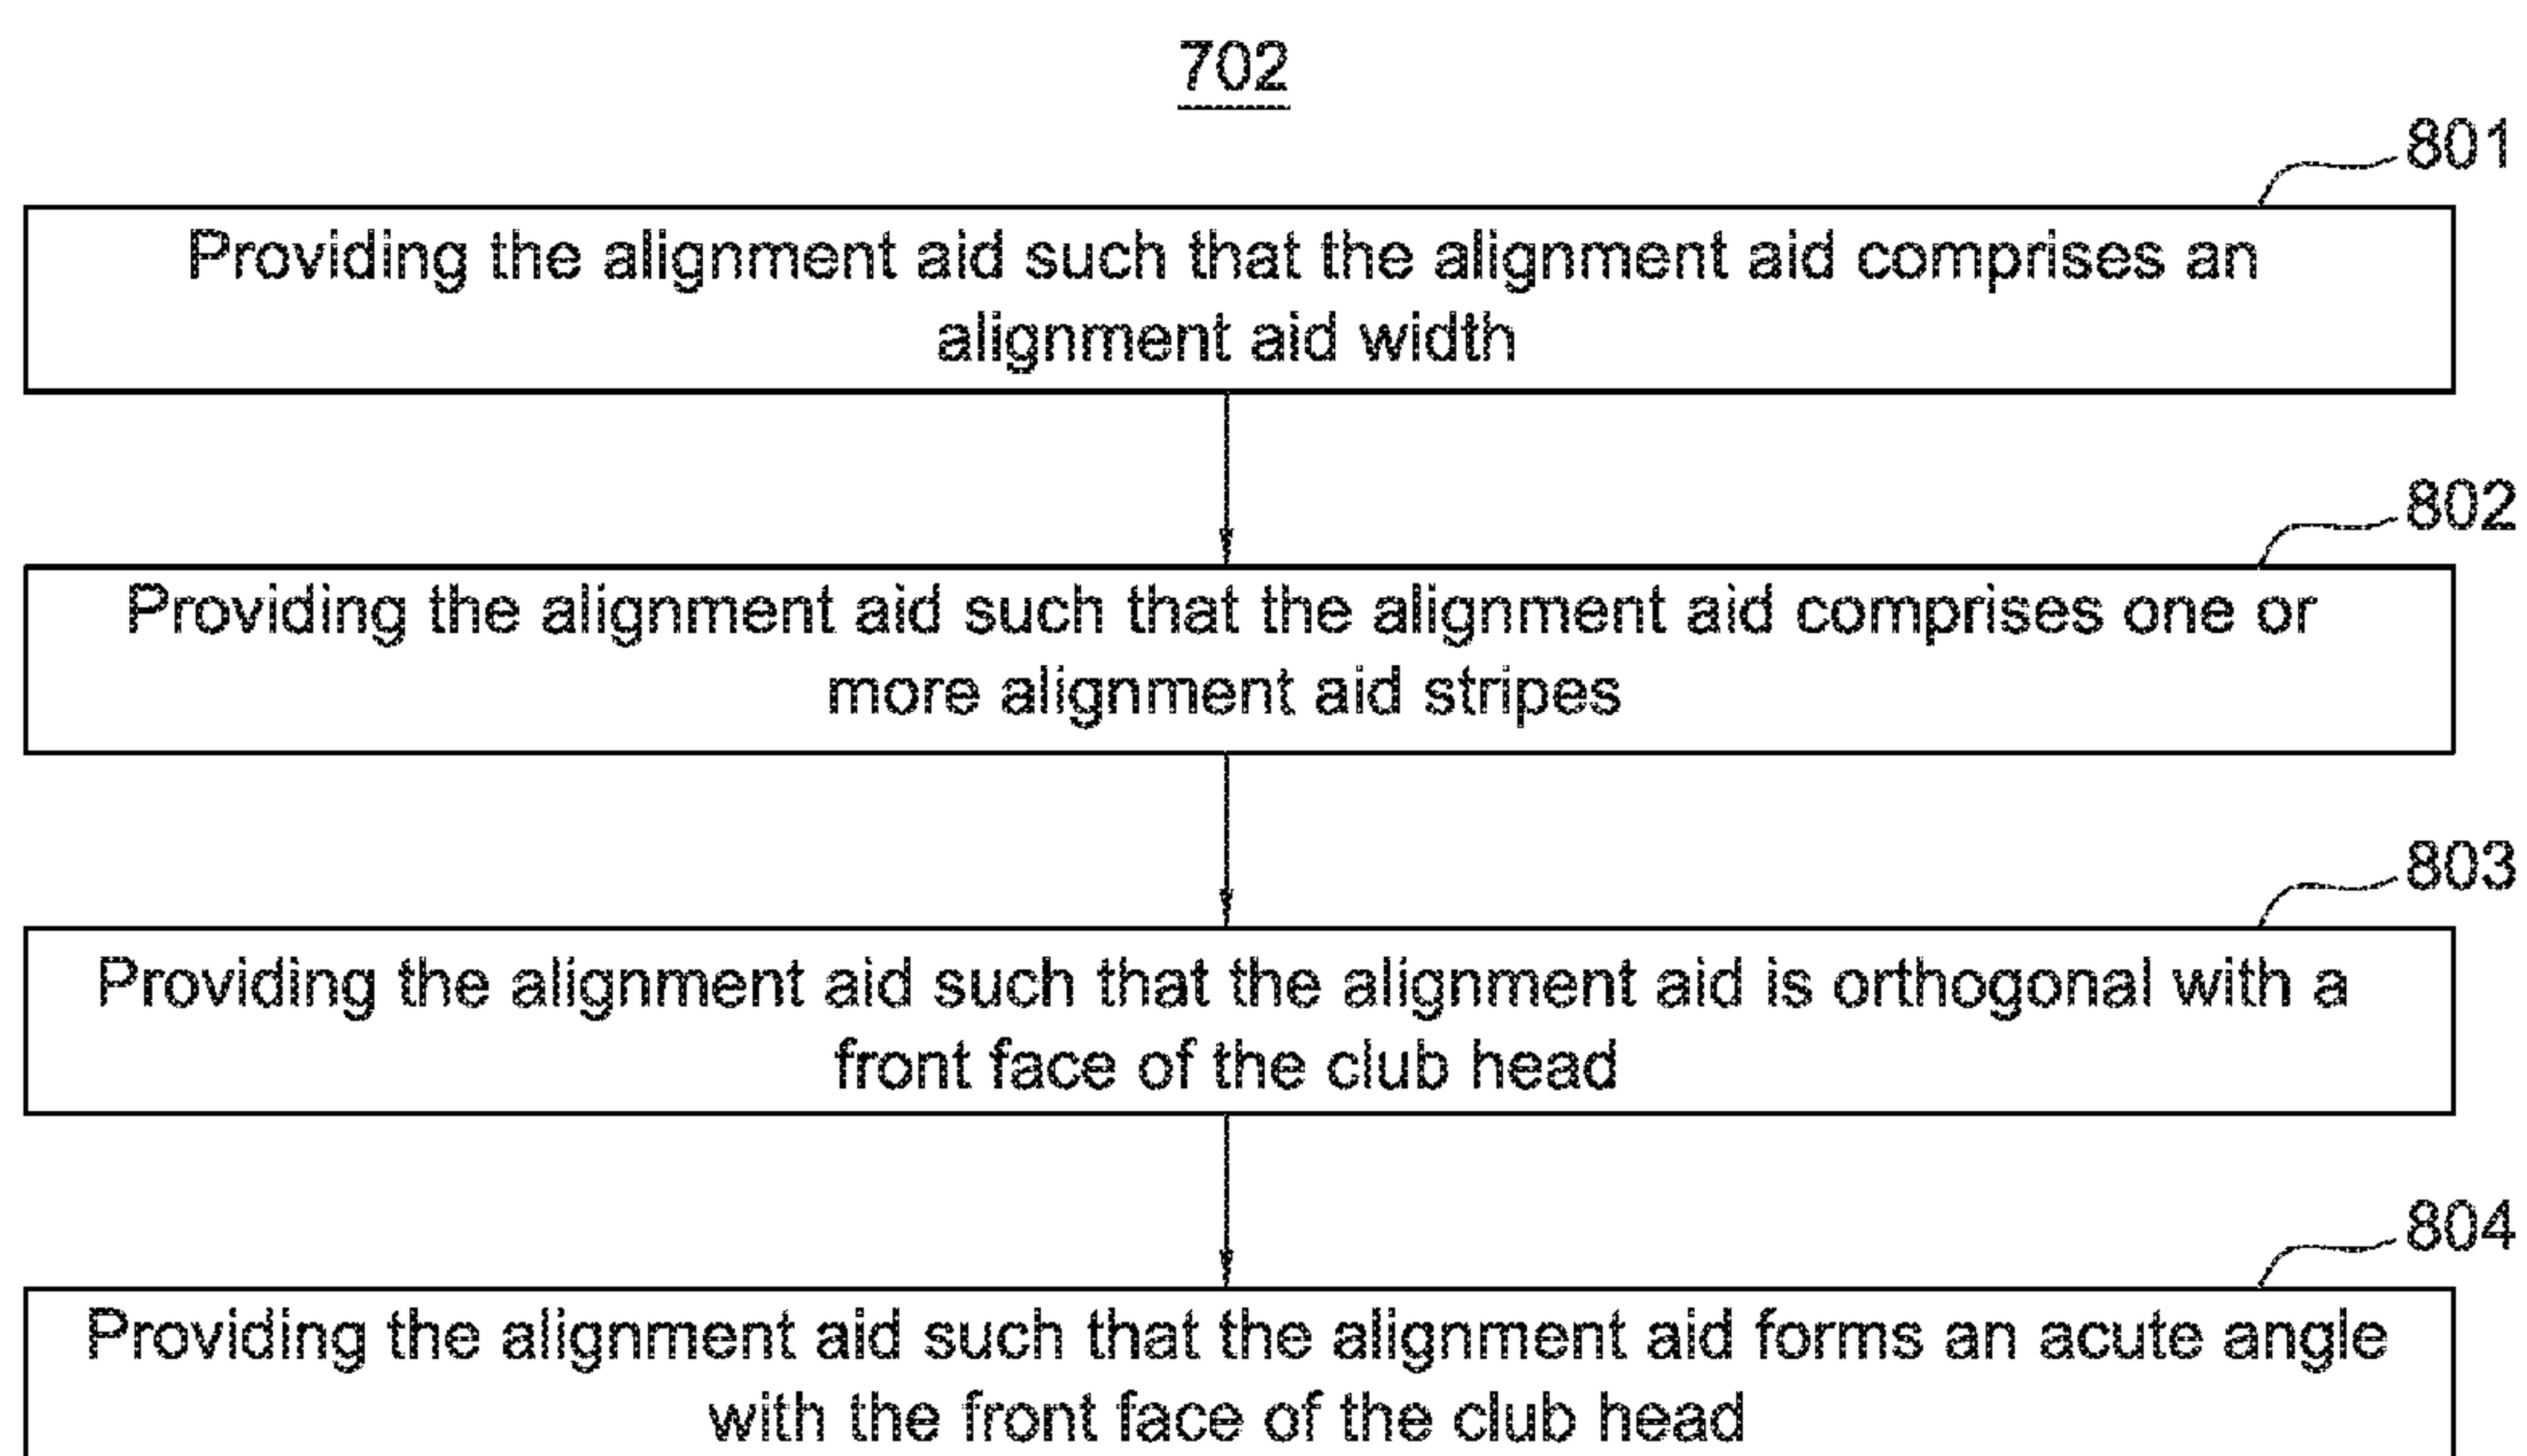 702
801
Providing the alignment aid such that the alignment aid comprises an
alignment aid width
802
Providing the alignment aid such that the alignment aid comprises one or
more alignment aid stripes
803
Providing the alignment aid such that the alignment aid is orthogonal with a
front face of the club head
804
Providing the alignment aid such that the alignment aid forms an acute angle
with the front face of the club head